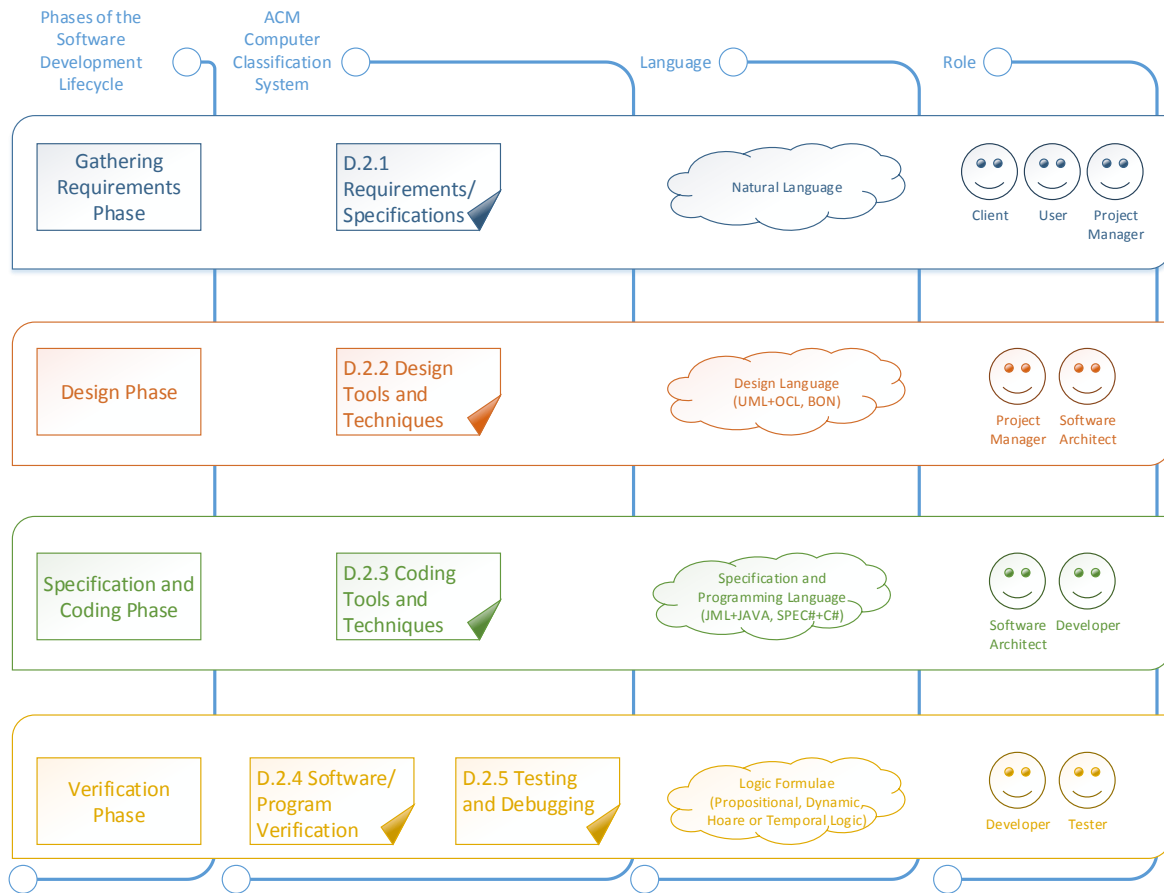 Phases of the
Software
Development
Lifecycle
ACM
Computer
Classification
System
Language
Role
Gathering
Requirements
Phase
D.2.1
Requirements/
Specifications
Natural Language
Client
User
Project
Manager
Design Phase
D.2.2 Design
Tools and
Techniques
Design Language
(UML+OCL, BON)
Project
Manager
Software
Architect
Specification and
Coding Phase
D.2.3 Coding
Tools and
Techniques
Specification and
Programming Language
(JML+JAVA, SPEC#+C#)
Software
Architect
Developer
Verification
Phase
D.2.4 Software/
Program
Verification
D.2.5 Testing
and Debugging
Logic Formulae
(Propositional, Dynamic,
Hoare or Temporal Logic)
Developer
Tester